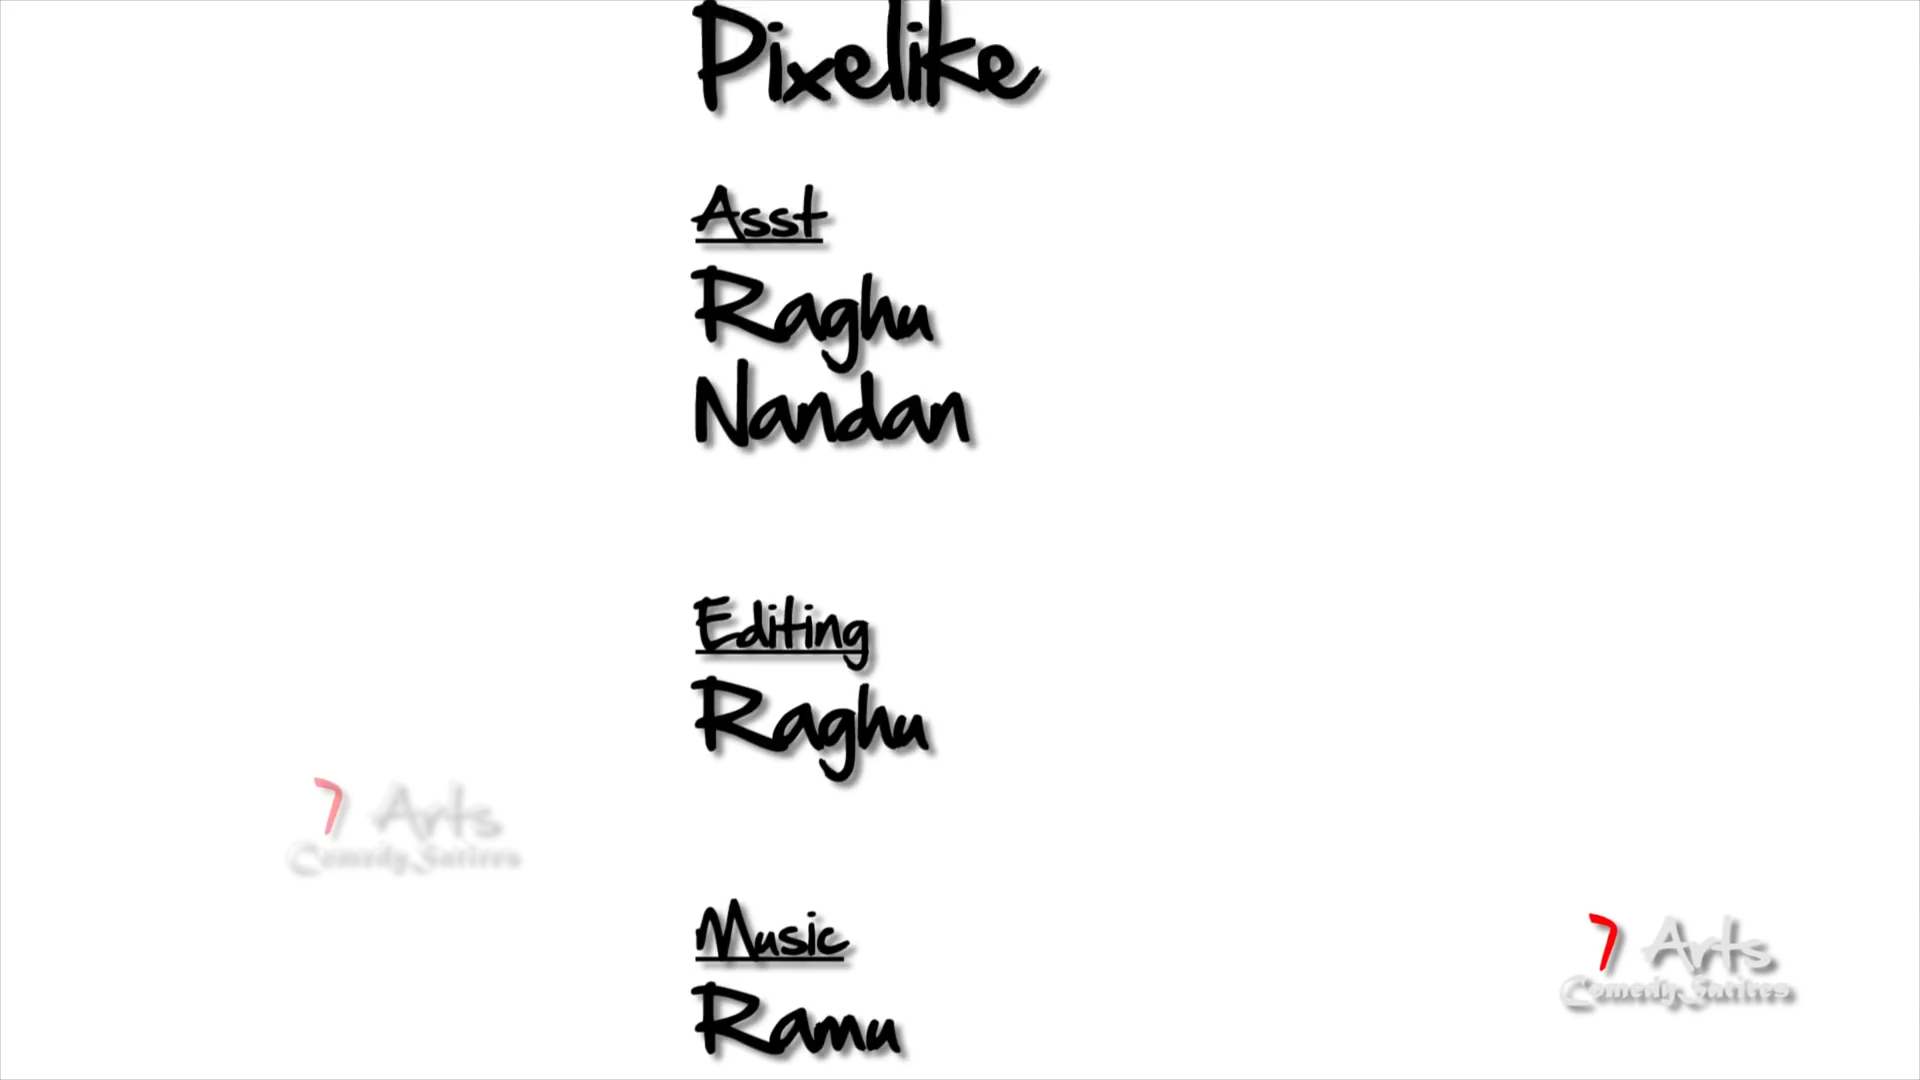 Pixelike
Asst
Raghu
Nandan
Editing
Raghu
7 Arts
Comedy Satires
Music
Ramu
7 Arts
Comedy Satires